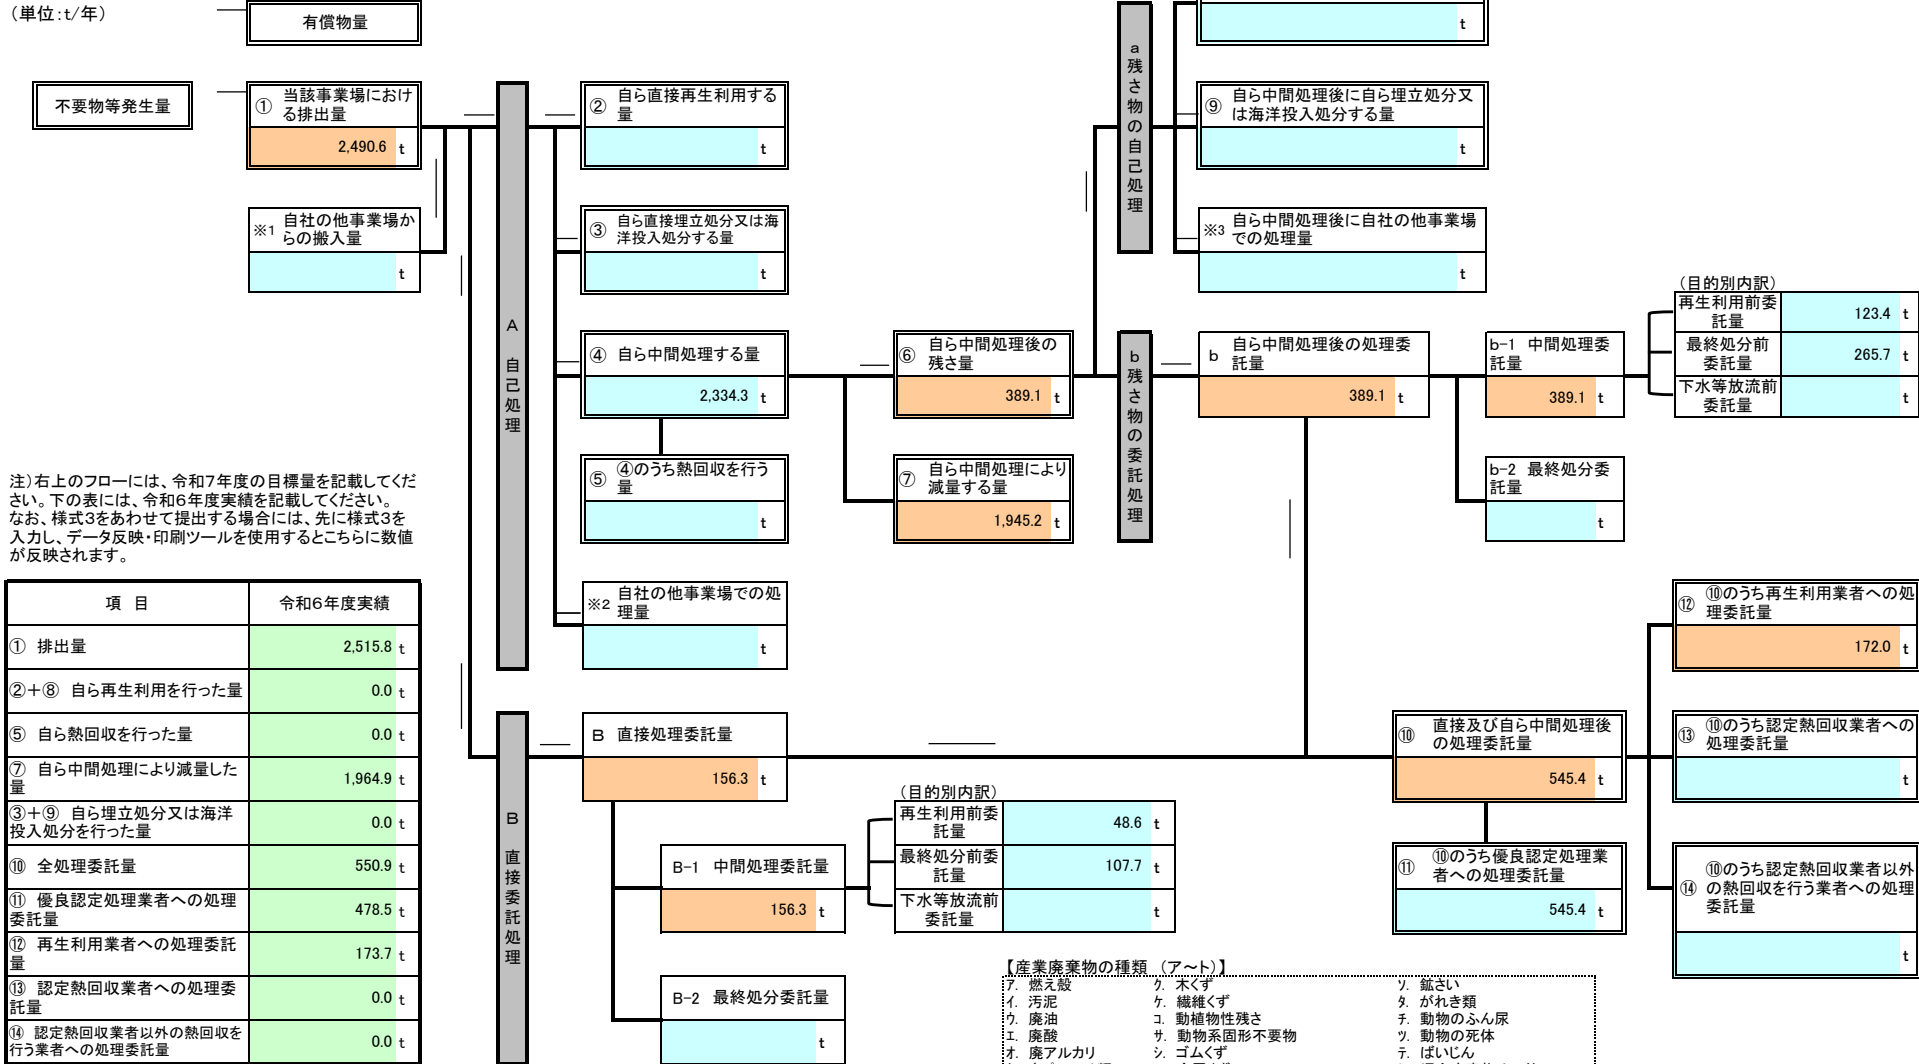 (単位:t/年)
有償物量
t
不要物等発生量
① 当該事業場におけ
る排出量
2,490.6 t
※1 自社の他事業場か
らの搬入量
t
A 自己処理
② 自ら直接再生利用する
量
t
③ 自ら直接埋立処分又は海
洋投入処分する量
t
④ 自ら中間処理する量
2,334.3 t
⑤ ④のうち熱回収を行う
量
t
※2 自社の他事業場での処
理量
t
⑥ 自ら中間処理後の
残さ量
389.1 t
⑦ 自ら中間処理により
減量する量
1,945.2 t
a 残さ物の自己処理
⑨ 自ら中間処理後に自ら埋立処分又
は海洋投入処分する量
t
※3 自ら中間処理後に自社の他事業場
での処理量
t
b 残さ物の委託処理
b 自ら中間処理後の処理委
託量
389.1 t
b-1 中間処理委
託量
389.1 t
(目的別内訳)
再生利用前委
託量
123.4 t
最終処分前
委託量
265.7 t
下水等放流前
委託量
t
b-2 最終処分委
託量
t
注)右上のフローには、令和7年度の目標量を記載してくだ
さい。下の表には、令和6年度実績を記載してください。
なお、様式3をあわせて提出する場合には、先に様式3を
入力し、データ反映・印刷ツールを使用するとこちらに数値
が反映されます。
項 目 令和6年度実績
① 排出量 2,515.8 t
②+⑧ 自ら再生利用を行った量 0.0 t
⑤ 自ら熱回収を行った量 0.0 t
⑦ 自ら中間処理により減量した
量 1,964.9 t
③+⑨ 自ら埋立処分又は海洋
投入処分を行った量 0.0 t
⑩ 全処理委託量 550.9 t
⑪ 優良認定処理業者への処理
委託量 478.5 t
⑫ 再生利用業者への処理委託
量 173.7 t
⑬ 認定熱回収業者への処理委
託量 0.0 t
⑭ 認定熱回収業者以外の熱回収を
行う業者への処理委託量 0.0 t
B 直接委託処理
B 直接処理委託量
156.3 t
B-1 中間処理委託量
156.3 t
(目的別内訳)
再生利用前委
託量
48.6 t
最終処分前委
託量
107.7 t
下水等放流前
委託量
t
B-2 最終処分委託量
t
⑩ 直接及び自ら中間処理後
の処理委託量
545.4 t
⑪ ⑩のうち優良認定処理業
者への処理委託量
545.4 t
⑫ ⑩のうち再生利用業者への処
理委託量
172.0 t
⑬ ⑩のうち認定熱回収業者への
処理委託量
t
⑭ ⑩のうち認定熱回収業者以外
の熱回収を行う業者への処理
委託量
t
【産業廃棄物の種類 (ア~ト)】
ア. 燃え殻 ク. 木くず ソ. 鉱さい
イ. 汚泥 ケ. 繊維くず タ. がれき類
ウ. 廃油 コ. 動植物性残さ チ. 動物のふん尿
エ. 廃酸 サ. 動物系固形不要物 ツ. 動物の死体
オ. 廃アルカリ シ. ゴムくず テ. ばいじん